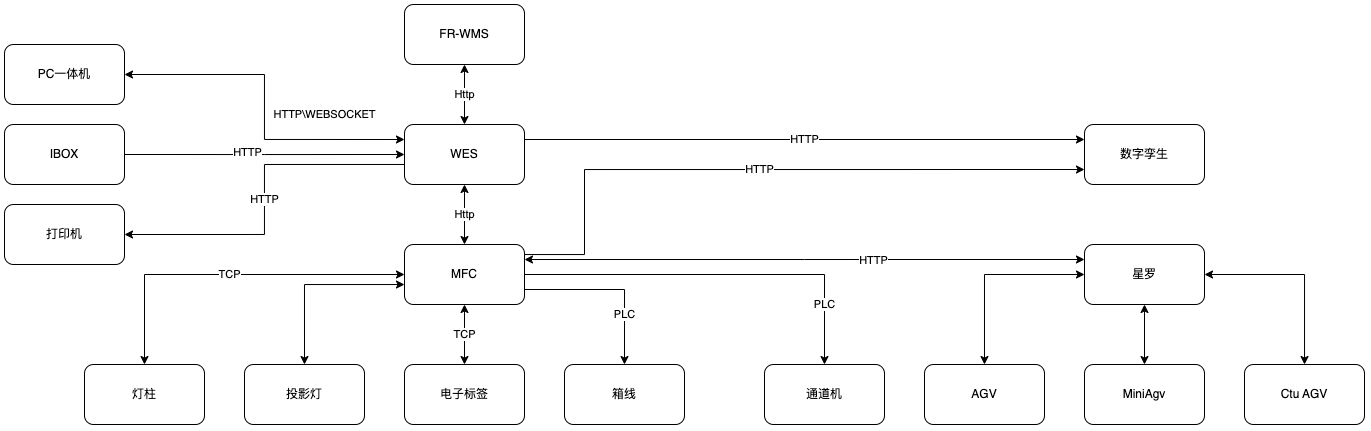 FR-WMS
PC一体机
Http
HTTP\WEBSOCKET
IBOX
HTTP
WES
HTTP
数字孪生
HTTP
HTTP
Http
打印机
MFC
HTTP
星罗
TCP
PLC
PLC
TCP
灯柱
投影灯
电子标签
箱线
通道机
AGV
MiniAgv
Ctu AGV